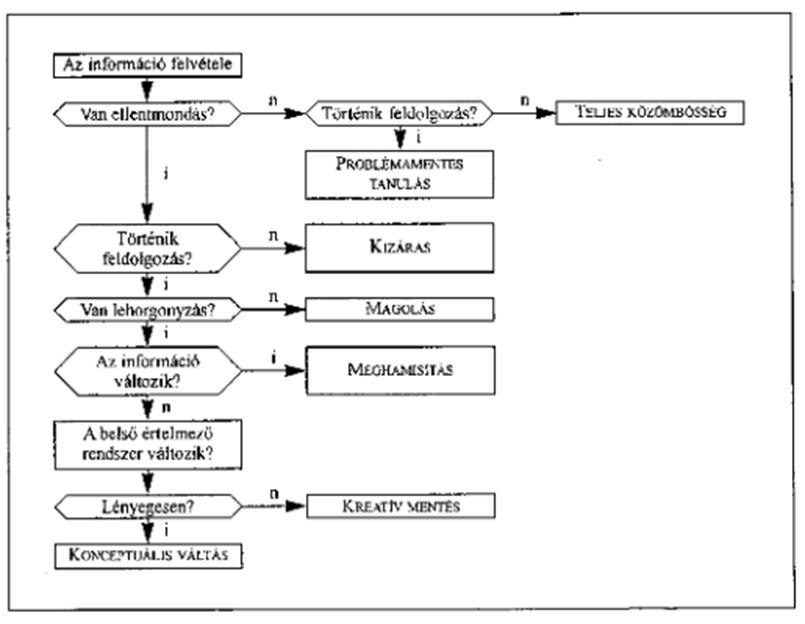 Az információ felvétele
Van ellentmondás?
n
Történik feldolgozás?
n
TELJES KÖZÖMBÖSSÉG
i
i
PROBLÉMAMENTES
TANULÁS
Történik
feldolgozás?
n
KIZÁRÁS
i
Van lehorgonyzás?
n
MAGOLÁS
i
Az információ
változik?
i
MEGHAMISÍTÁS
n
A belső értelmező
rendszer változik?
Lényegesen?
n
KREATÍV MENTÉS
i
KONCEPTUÁLIS VÁLTÁS